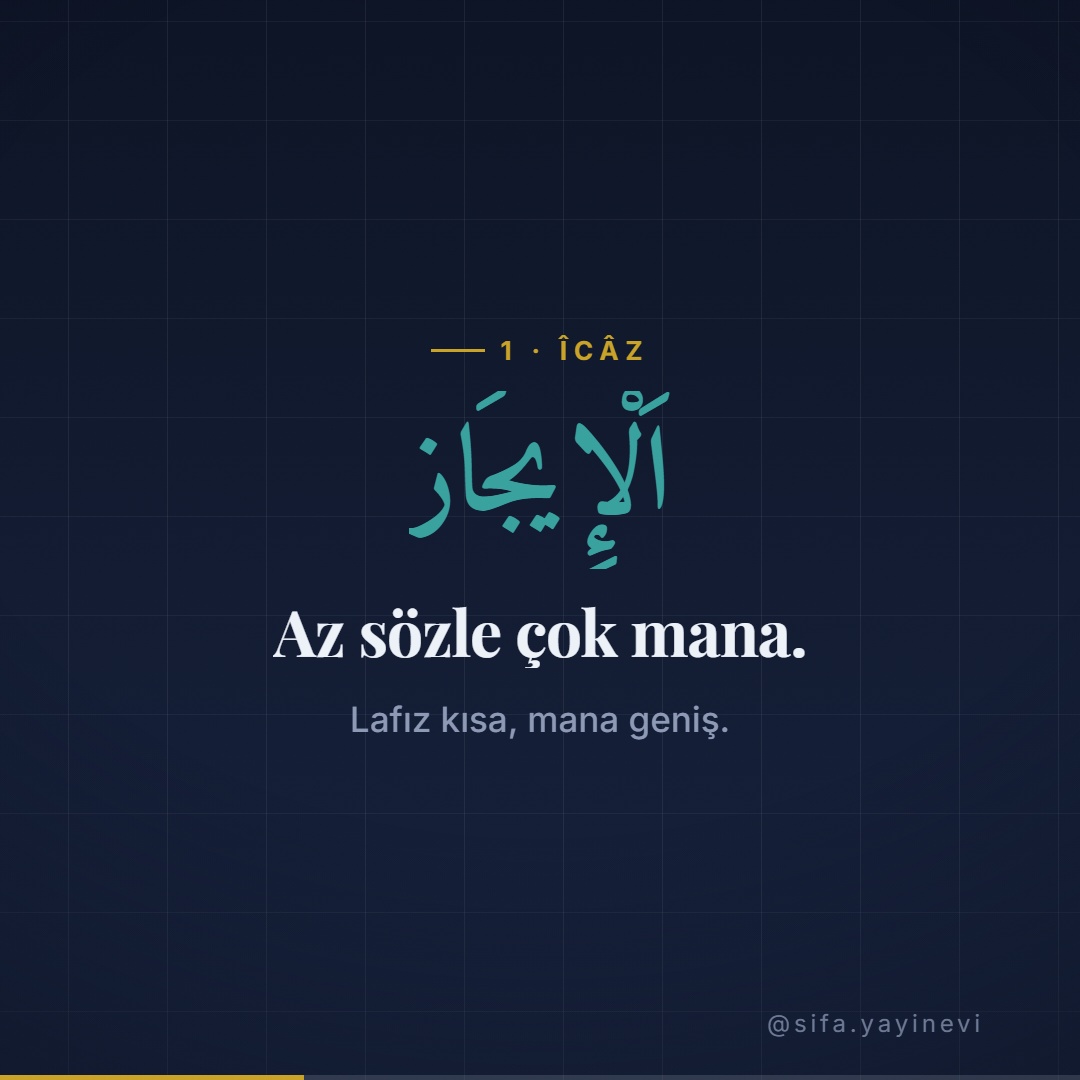 1 · ÎCÂZ
اَلْإِيجَاز
Az sözle çok mana.
Lafız kısa, mana geniş.
@sifa.yayinevi